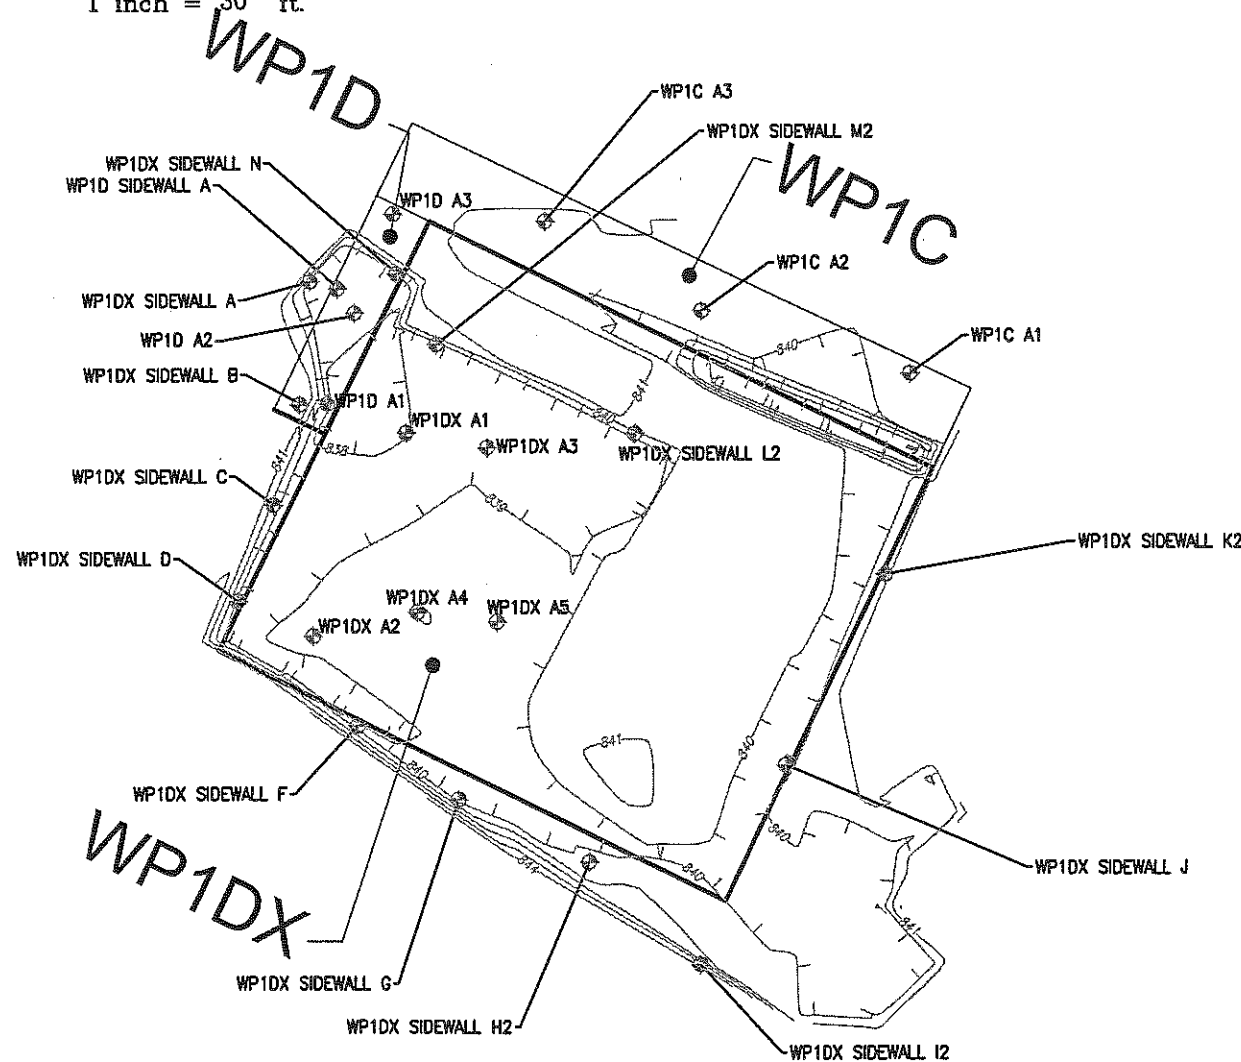 1 inch = 30 ft.
WP1D
WP1C A3
WP1DX SIDEWALL M2
WP1C
WP1DX SIDEWALL N
WP1D SIDEWALL A
WP1D A3
WP1C A2
WP1DX SIDEWALL A
WP1D A2
WP1C A1
840
WP1DX SIDEWALL B
841
WP1D A1
WP1DX A1
838
WP1DX A3
WP1DX SIDEWALL L2
841
WP1DX SIDEWALL C
839
WP1DX SIDEWALL K2
WP1DX SIDEWALL D
WP1DX A4
WP1DX A5
WP1DX A2
841
840
840
WP1DX SIDEWALL F
840
WP1DX
844
840
WP1DX SIDEWALL J
841
WP1DX SIDEWALL G
WP1DX SIDEWALL H2
WP1DX SIDEWALL I2